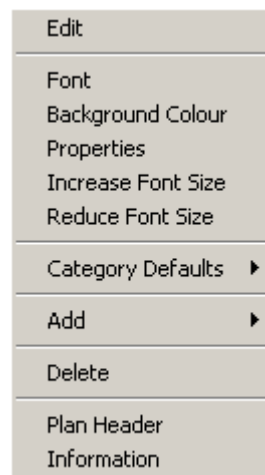 Edit
Font
Background Colour
Properties
Increase Font Size
Reduce Font Size
Category Defaults
Add
Delete
Plan Header
Information